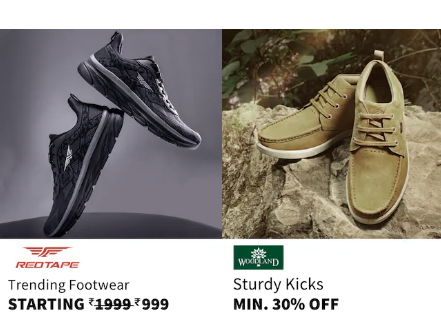 REDTAPE
Trending Footwear
STARTING ₹1999 ₹999
WOODLAND
Sturdy Kicks
MIN. 30% OFF